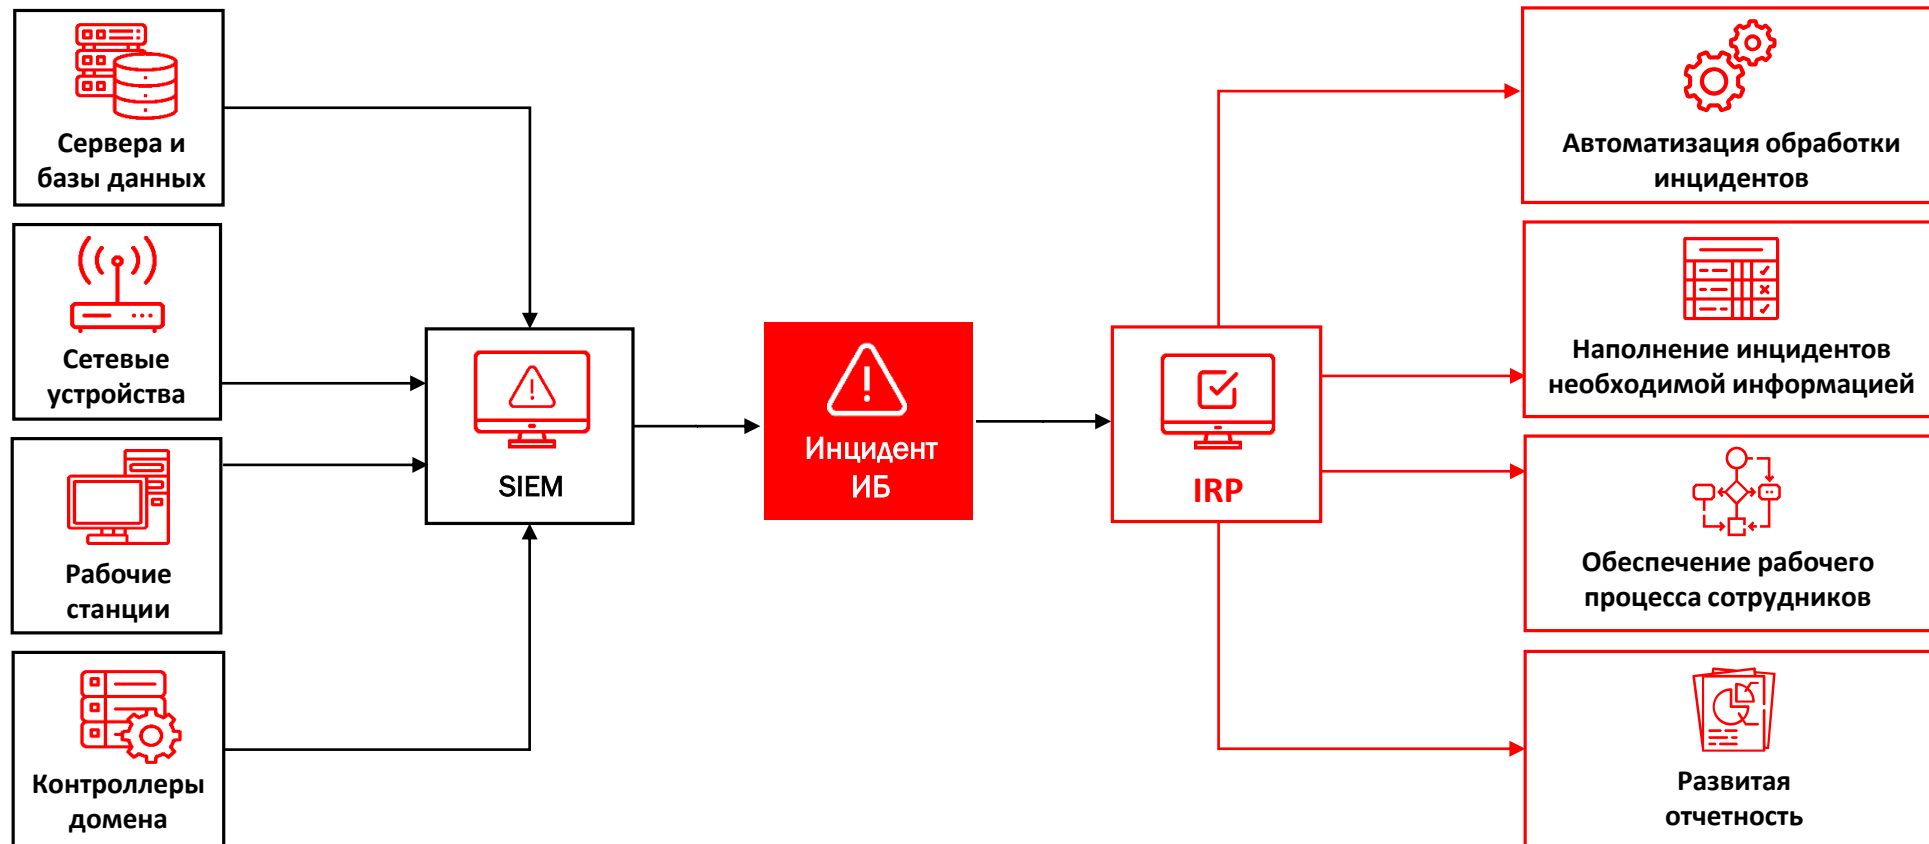 Сервера и
базы данных
Сетевые
устройства
Рабочие
станции
Контроллеры
домена
SIEM
Инцидент
ИБ
IRP
Автоматизация обработки
инцидентов
Наполнение инцидентов
необходимой информацией
Обеспечение рабочего
процесса сотрудников
Развитая
отчетность